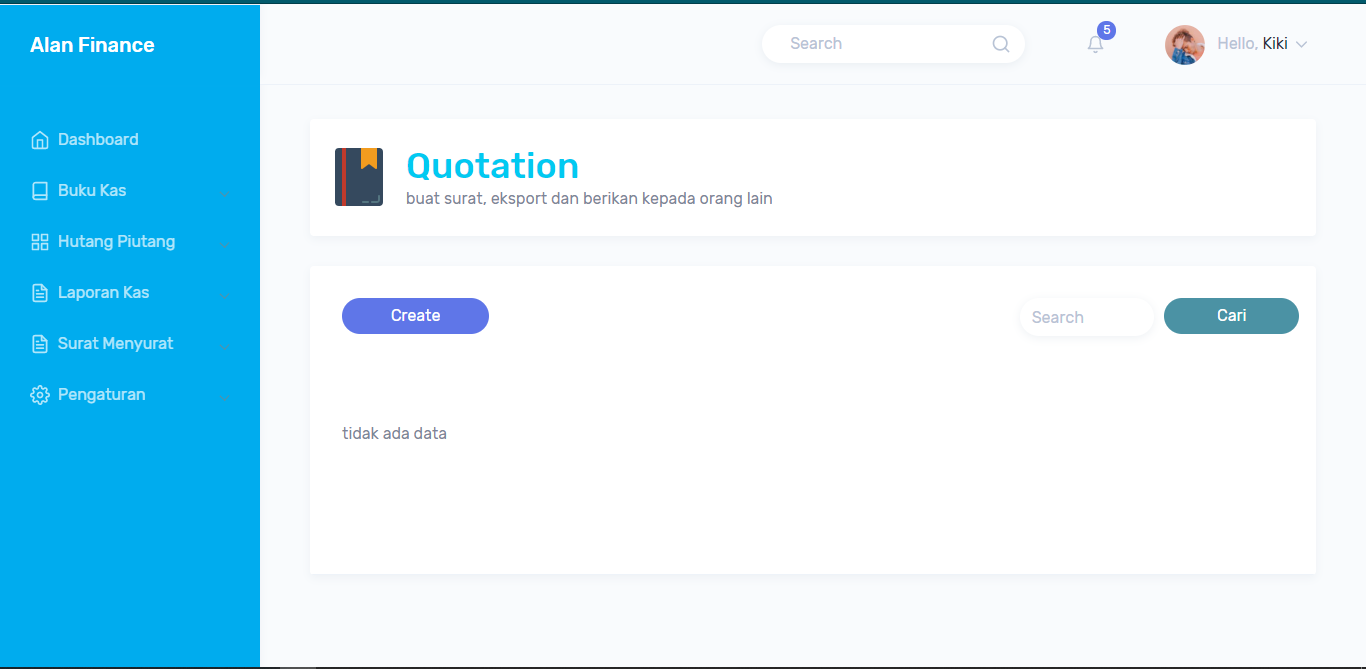 Alan Finance
Search
5
Hello, Kiki
Dashboard
Buku Kas
Hutang Piutang
Laporan Kas
Surat Menyurat
Pengaturan
Quotation
buat surat, eksport dan berikan kepada orang lain
Create
Search
Cari
tidak ada data